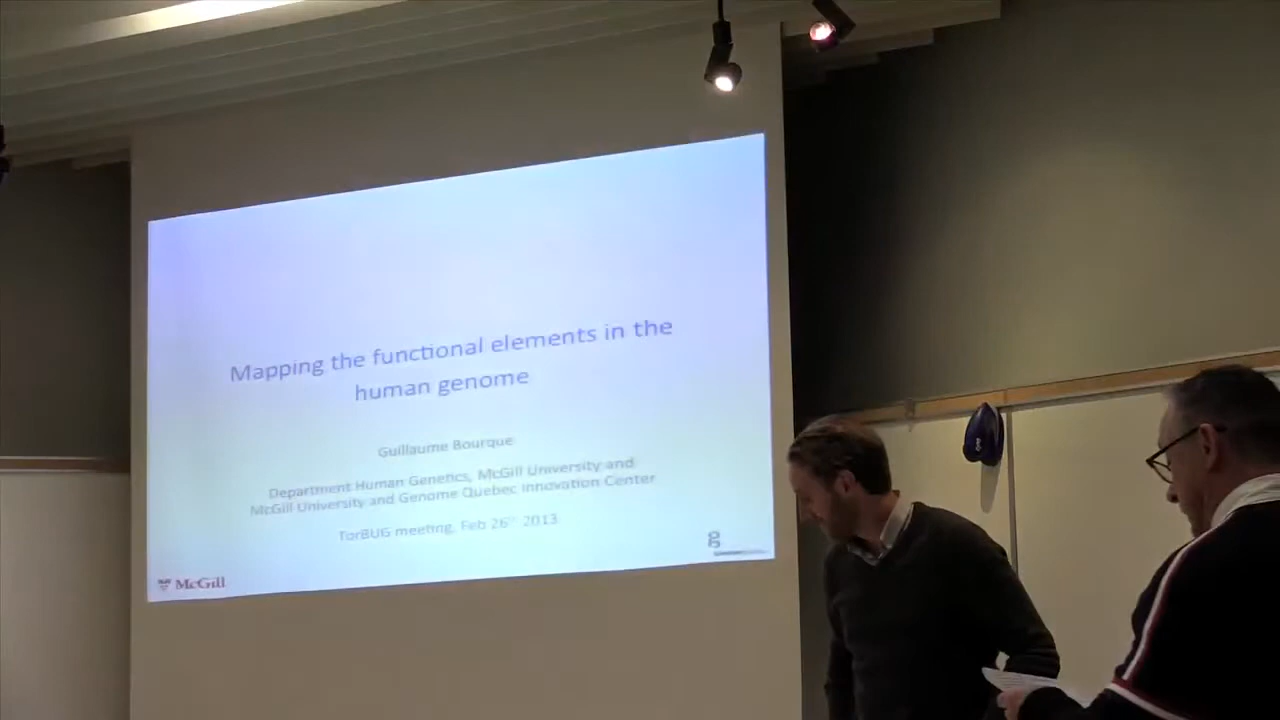 Mapping the functional elements in the
human genome
Guillaume Bourque
Department Human Genetics, McGill University and
McGill University and Genome Quebec Innovation Center
TorBUG meeting, Feb 26th 2013
McGill
g